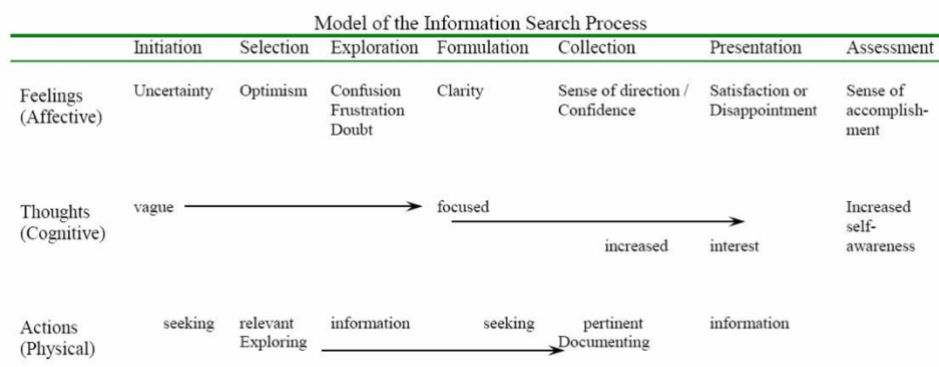 Model of the Information Search Process
Initiation Selection Exploration Formulation Collection Presentation Assessment
Feelings Uncertainty Optimism Confusion Clarity Sense of direction / Satisfaction or Sense of
(Affective) Frustration Confidence Disappointment accomplish-
Doubt ment
Thoughts vague focused Increased
(Cognitive) self-
increased interest awareness
Actions seeking relevant information seeking pertinent information
(Physical) Exploring Documenting